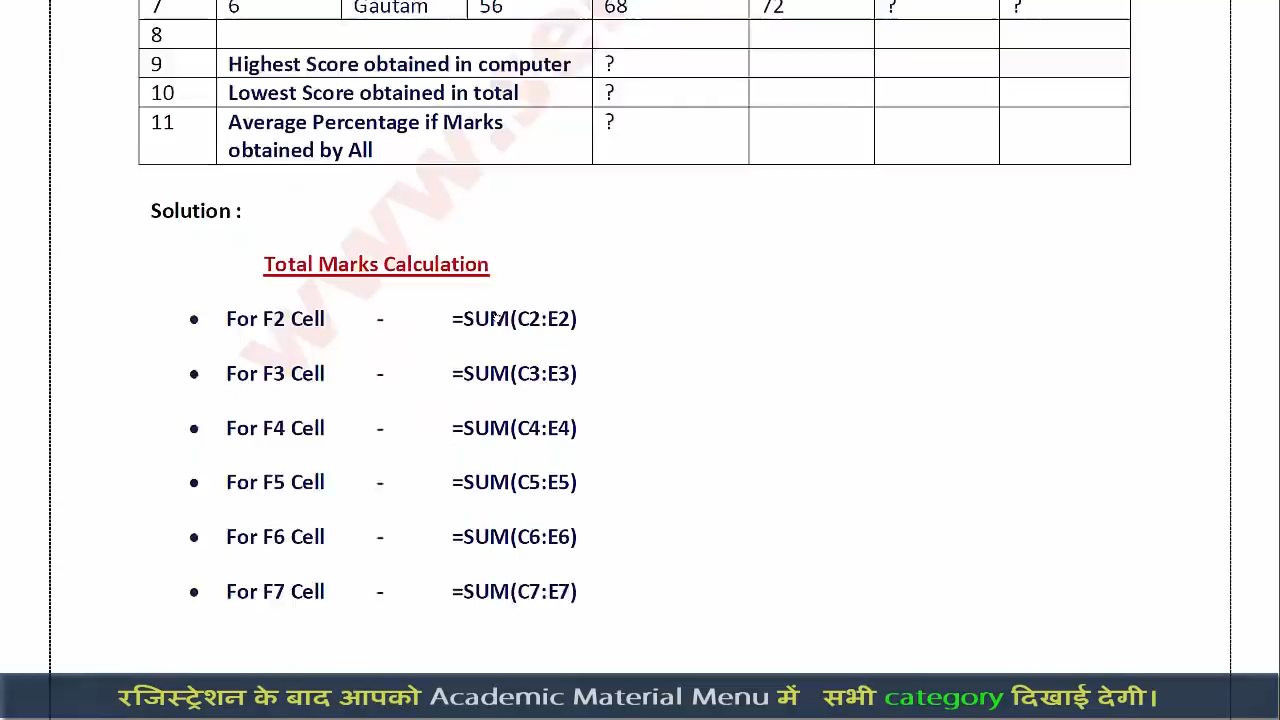 7 6 Gautam 56 68 72 ? ?
8
9 Highest Score obtained in computer ?
10 Lowest Score obtained in total ?
11 Average Percentage if Marks ?
obtained by All
Solution :
Total Marks Calculation
• For F2 Cell - =SUM(C2:E2)
• For F3 Cell - =SUM(C3:E3)
• For F4 Cell - =SUM(C4:E4)
• For F5 Cell - =SUM(C5:E5)
• For F6 Cell - =SUM(C6:E6)
• For F7 Cell - =SUM(C7:E7)
रजिस्ट्रेशन के बाद आपको Academic Material Menu में सभी category दिखाई देगी।